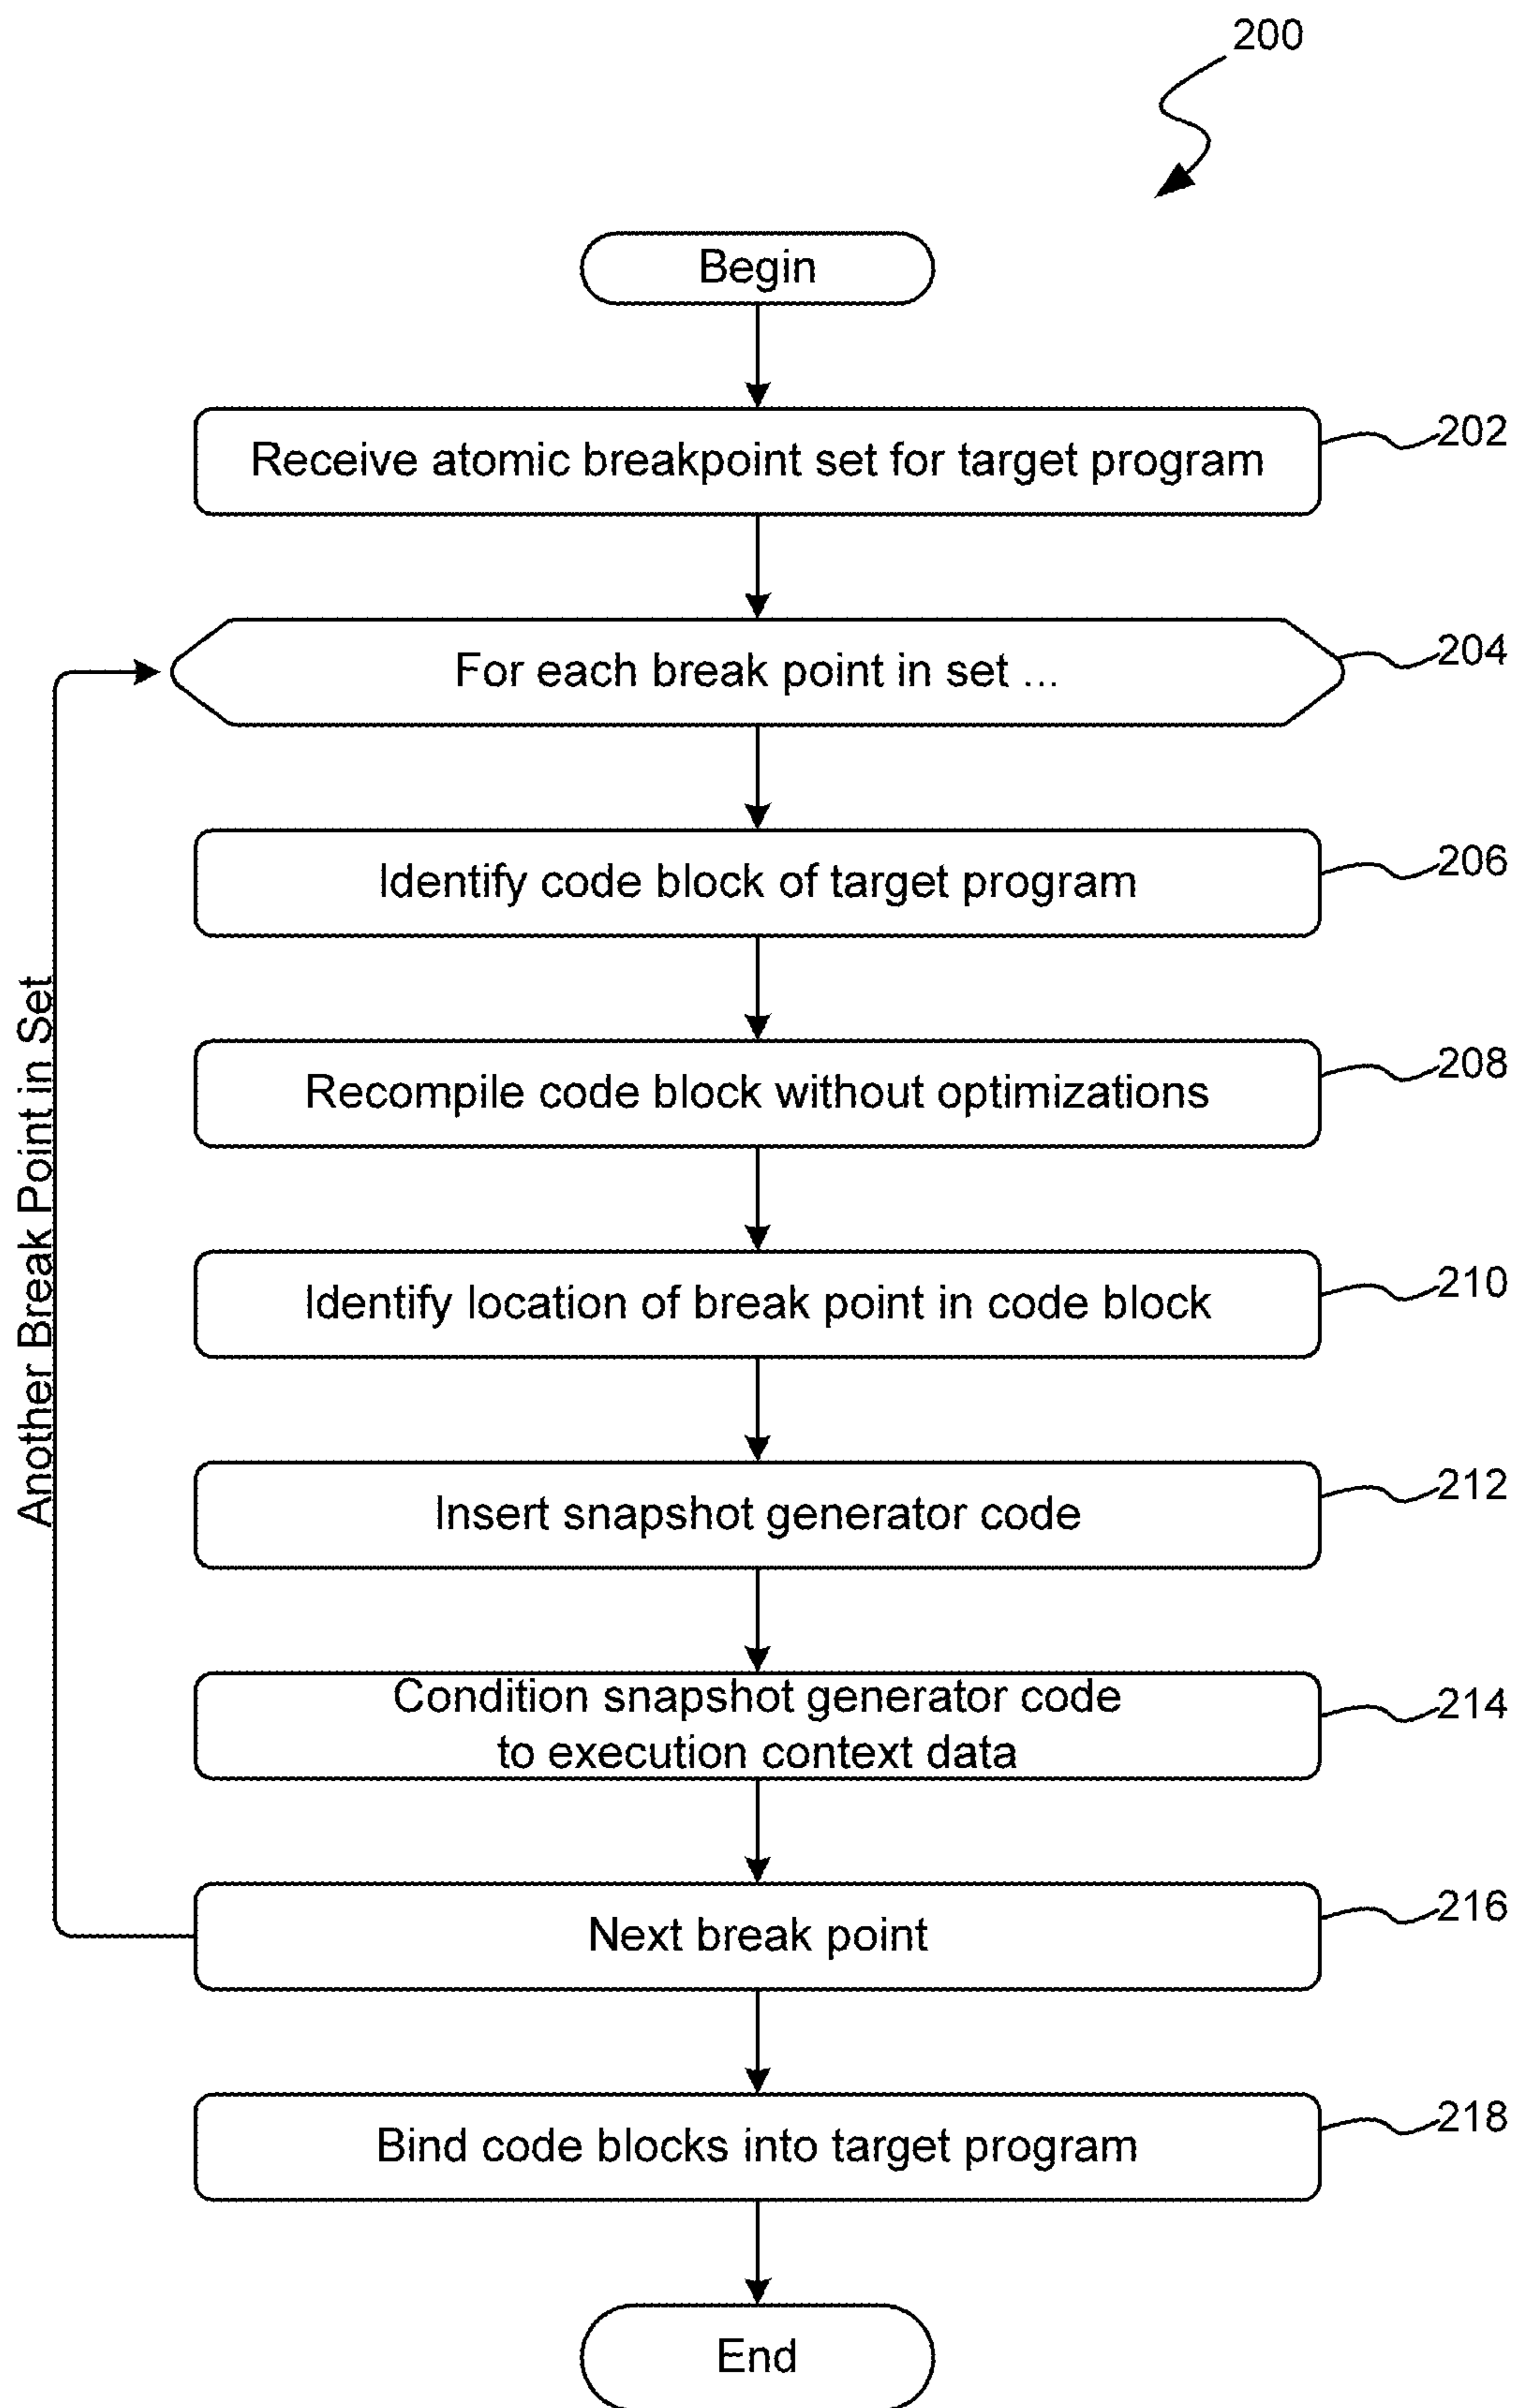 200
Begin
Receive atomic breakpoint set for target program
202
For each break point in set ...
204
Identify code block of target program
206
Recompile code block without optimizations
208
Identify location of break point in code block
210
Insert snapshot generator code
212
Condition snapshot generator code
to execution context data
214
Next break point
216
Another Break Point in Set
Bind code blocks into target program
218
End